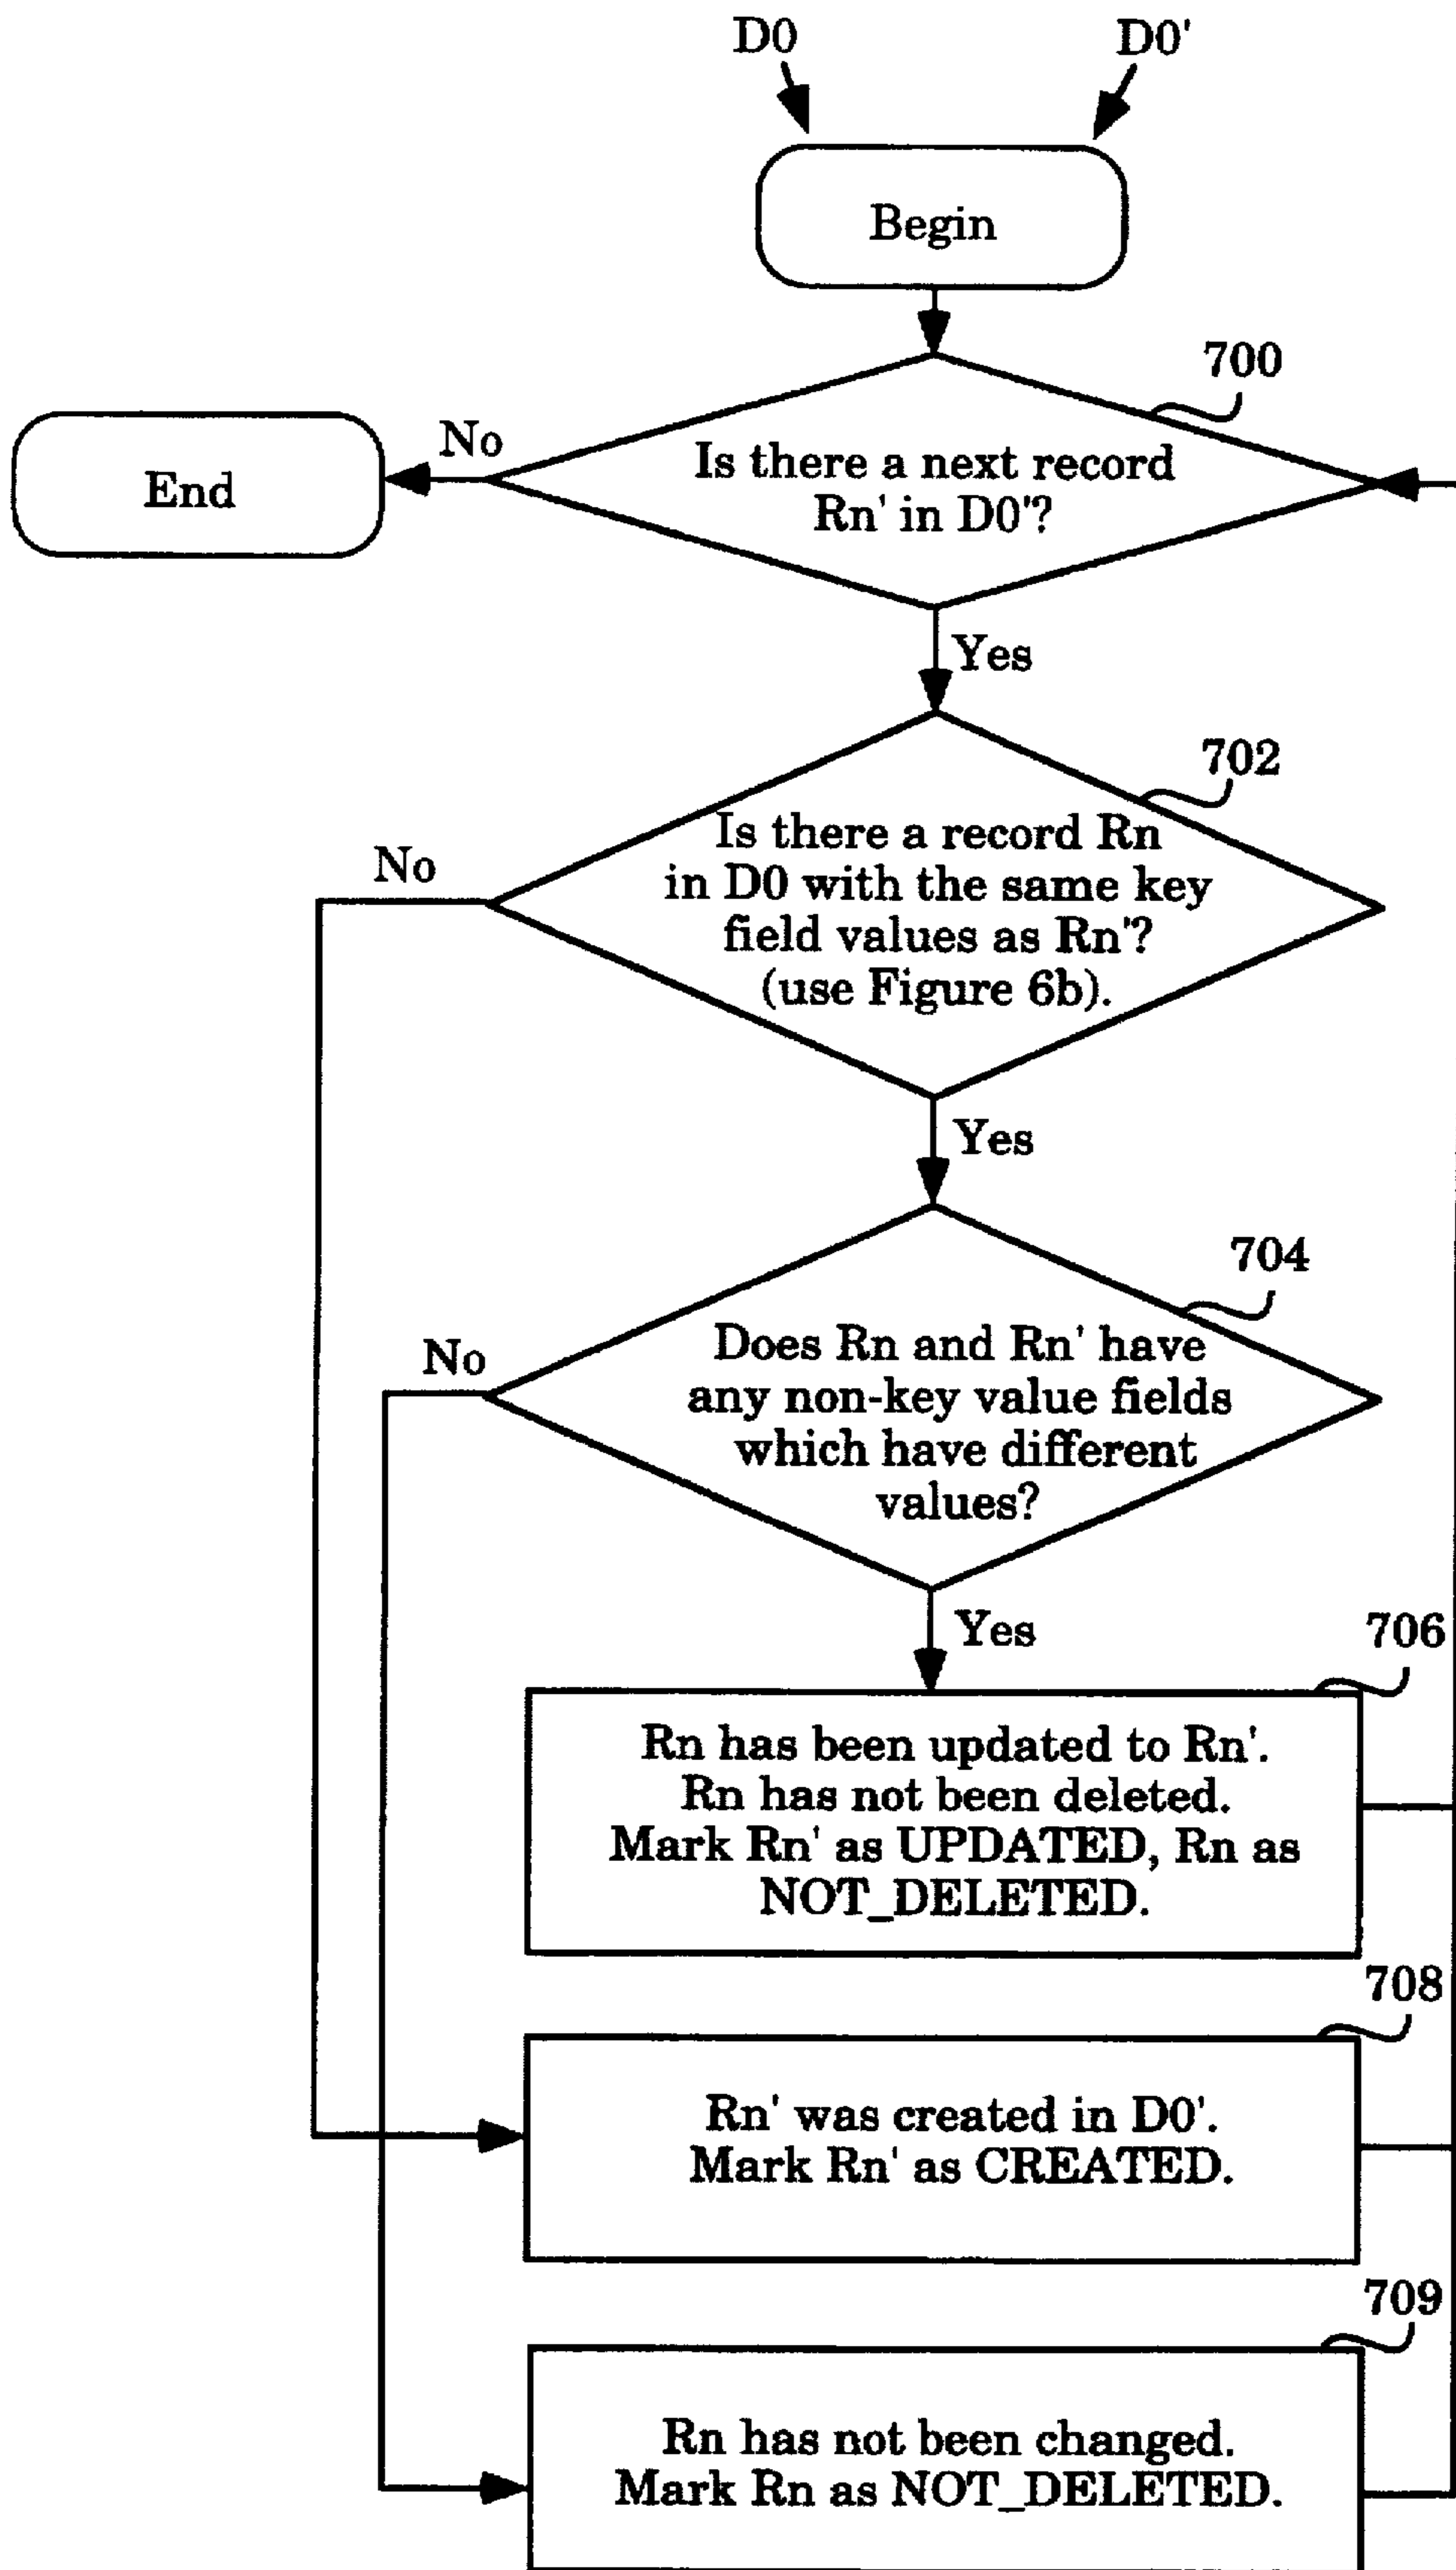 D0
D0'
Begin
700
No
Is there a next record
Rn' in D0'?
End
Yes
702
Is there a record Rn
in D0 with the same key
field values as Rn'?
(use Figure 6b).
No
Yes
704
Does Rn and Rn' have
any non-key value fields
which have different
values?
No
Yes
706
Rn has been updated to Rn'.
Rn has not been deleted.
Mark Rn' as UPDATED, Rn as
NOT_DELETED.
708
Rn' was created in D0'.
Mark Rn' as CREATED.
709
Rn has not been changed.
Mark Rn as NOT_DELETED.